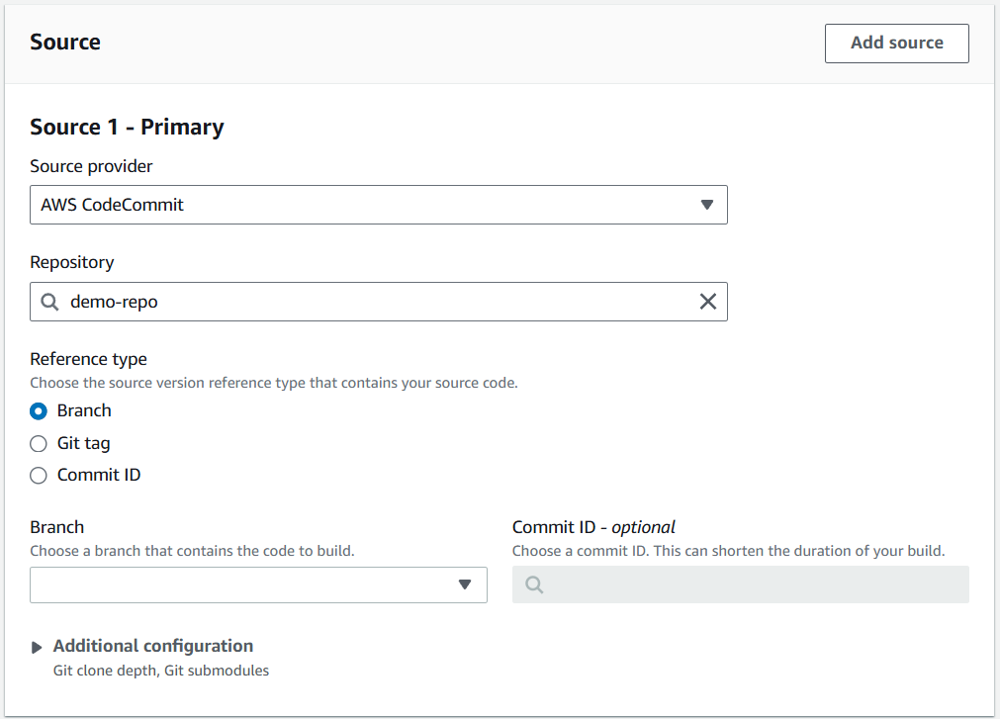 Source
Add source
Source 1 - Primary
Source provider
AWS CodeCommit
Repository
demo-repo
Reference type
Choose the source version reference type that contains your source code.
Branch
Git tag
Commit ID
Branch
Choose a branch that contains the code to build.
Commit ID - optional
Choose a commit ID. This can shorten the duration of your build.
Additional configuration
Git clone depth, Git submodules